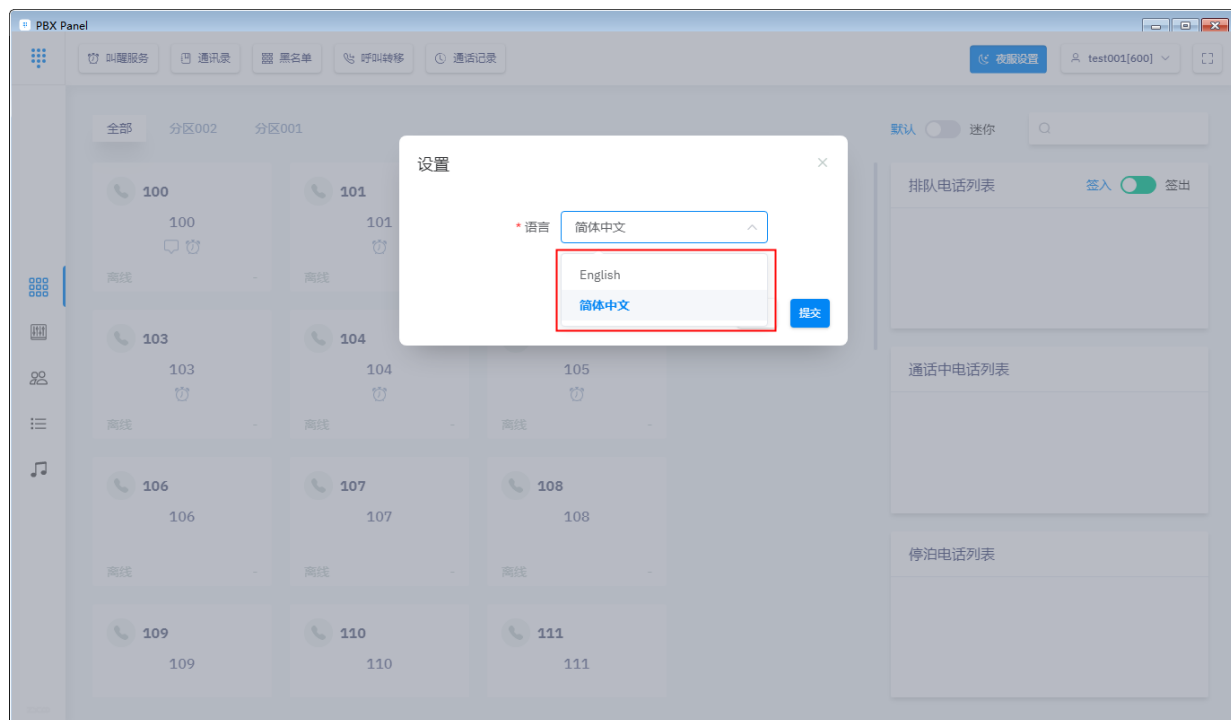 PBX Panel
叫醒服务 通讯录 黑名单 呼叫转移 通话记录 夜服设置 test001[600]
全部 分区002 分区001 默认 迷你
设置
* 语言 简体中文
English
简体中文
提交
100 101
100 101
离线 - 离线
103 104
103 104 105
离线 - 离线 - 离线 -
106 107 108
106 107 108
离线 - 离线 - 离线 -
109 110 111
109 110 111
排队电话列表 签入 签出
通话中电话列表
停泊电话列表